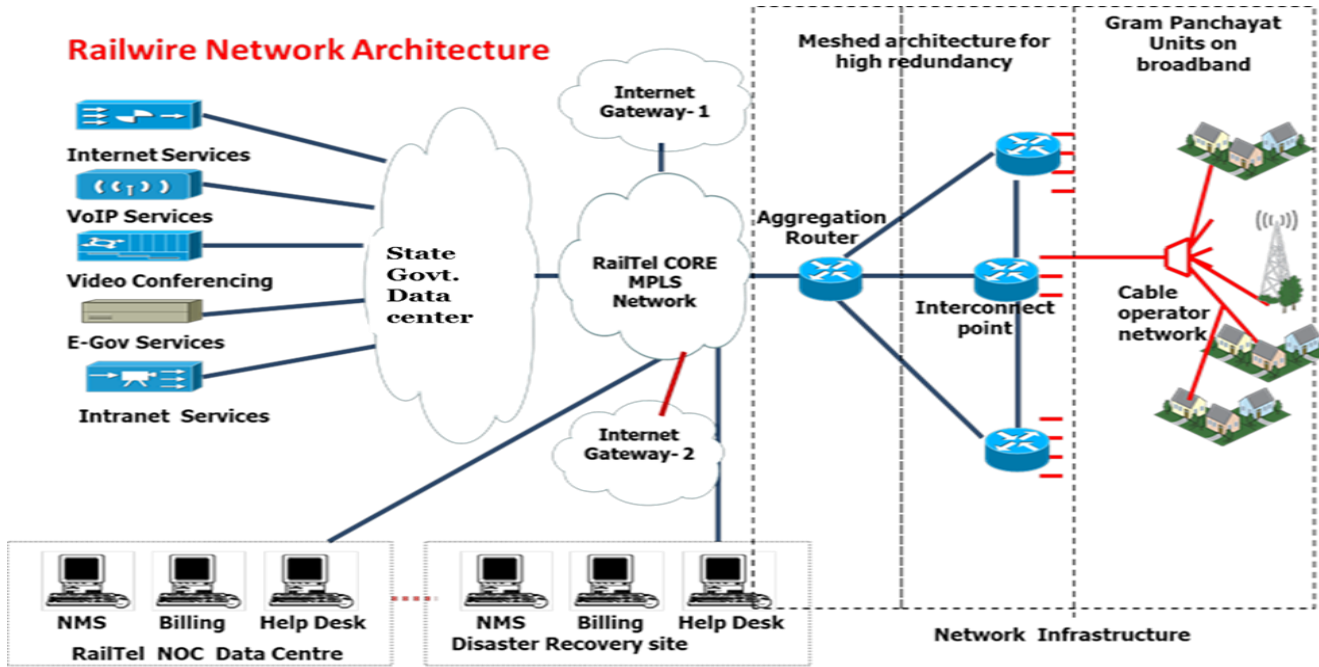 Railwire Network Architecture
Internet Services
VoIP Services
Video Conferencing
E-Gov Services
Intranet Services
State
Govt.
Data
center
Internet
Gateway- 1
RailTel CORE
MPLS
Network
Internet
Gateway- 2
Meshed architecture for
high redundancy
Aggregation
Router
Interconnect
point
Gram Panchayat
Units on
broadband
Cable
operator
network
NMS
Billing
Help Desk
RailTel NOC Data Centre
NMS
Billing
Help Desk
Disaster Recovery site
Network Infrastructure